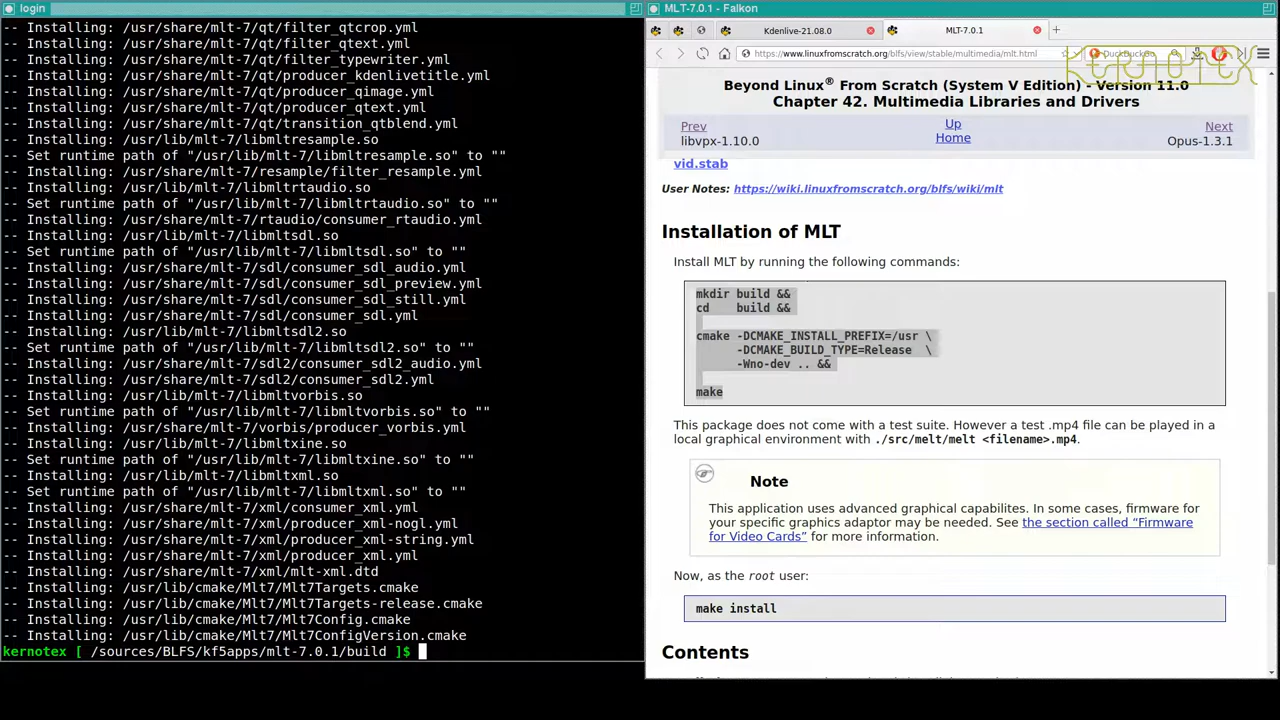 login
-- Installing: /usr/share/mlt-7/qt/filter_qtcrop.yml
-- Installing: /usr/share/mlt-7/qt/filter_qtext.yml
-- Installing: /usr/share/mlt-7/qt/filter_typewriter.yml
-- Installing: /usr/share/mlt-7/qt/producer_kdenlivetitle.yml
-- Installing: /usr/share/mlt-7/qt/producer_qimage.yml
-- Installing: /usr/share/mlt-7/qt/producer_qtext.yml
-- Installing: /usr/share/mlt-7/qt/transition_qtblend.yml
-- Installing: /usr/lib/mlt-7/libmltresample.so
-- Set runtime path of "/usr/lib/mlt-7/libmltresample.so" to ""
-- Installing: /usr/share/mlt-7/resample/filter_resample.yml
-- Installing: /usr/lib/mlt-7/libmltrtaudio.so
-- Set runtime path of "/usr/lib/mlt-7/libmltrtaudio.so" to ""
-- Installing: /usr/share/mlt-7/rtaudio/consumer_rtaudio.yml
-- Installing: /usr/lib/mlt-7/libmltsdl.so
-- Set runtime path of "/usr/lib/mlt-7/libmltsdl.so" to ""
-- Installing: /usr/share/mlt-7/sdl/consumer_sdl_audio.yml
-- Installing: /usr/share/mlt-7/sdl/consumer_sdl_preview.yml
-- Installing: /usr/share/mlt-7/sdl/consumer_sdl_still.yml
-- Installing: /usr/share/mlt-7/sdl/consumer_sdl.yml
-- Installing: /usr/lib/mlt-7/libmltsdl2.so
-- Set runtime path of "/usr/lib/mlt-7/libmltsdl2.so" to ""
-- Installing: /usr/share/mlt-7/sdl2/consumer_sdl2_audio.yml
-- Installing: /usr/share/mlt-7/sdl2/consumer_sdl2.yml
-- Installing: /usr/lib/mlt-7/libmltvorbis.so
-- Set runtime path of "/usr/lib/mlt-7/libmltvorbis.so" to ""
-- Installing: /usr/share/mlt-7/vorbis/producer_vorbis.yml
-- Installing: /usr/lib/mlt-7/libmltxine.so
-- Set runtime path of "/usr/lib/mlt-7/libmltxine.so" to ""
-- Installing: /usr/lib/mlt-7/libmltxml.so
-- Set runtime path of "/usr/lib/mlt-7/libmltxml.so" to ""
-- Installing: /usr/share/mlt-7/xml/consumer_xml.yml
-- Installing: /usr/share/mlt-7/xml/producer_xml-nogl.yml
-- Installing: /usr/share/mlt-7/xml/producer_xml-string.yml
-- Installing: /usr/share/mlt-7/xml/producer_xml.yml
-- Installing: /usr/share/mlt-7/xml/mlt-xml.dtd
-- Installing: /usr/lib/cmake/Mlt7/Mlt7Targets.cmake
-- Installing: /usr/lib/cmake/Mlt7/Mlt7Targets-release.cmake
-- Installing: /usr/lib/cmake/Mlt7/Mlt7Config.cmake
-- Installing: /usr/lib/cmake/Mlt7/Mlt7ConfigVersion.cmake
kernotex [ /sources/BLFS/kf5apps/mlt-7.0.1/build ]$
MLT-7.0.1 - Falkon
Kdenlive-21.08.0
MLT-7.0.1
https://www.linuxfromscratch.org/blfs/view/stable/multimedia/mlt.html
DuckDuckGo
KERNOTEX
Beyond Linux® From Scratch (System V Edition) - Version 11.0
Chapter 42. Multimedia Libraries and Drivers
Prev Up Next
libvpx-1.10.0 Home Opus-1.3.1
vid.stab
User Notes: https://wiki.linuxfromscratch.org/blfs/wiki/mlt
Installation of MLT
Install MLT by running the following commands:
mkdir build &&
cd    build &&
cmake -DCMAKE_INSTALL_PREFIX=/usr \
-DCMAKE_BUILD_TYPE=Release  \
-Wno-dev .. &&
make
This package does not come with a test suite. However a test .mp4 file can be played in a
local graphical environment with ./src/melt/melt <filename>.mp4.
Note
This application uses advanced graphical capabilites. In some cases, firmware for
your specific graphics adaptor may be needed. See the section called “Firmware
for Video Cards” for more information.
Now, as the root user:
make install
Contents